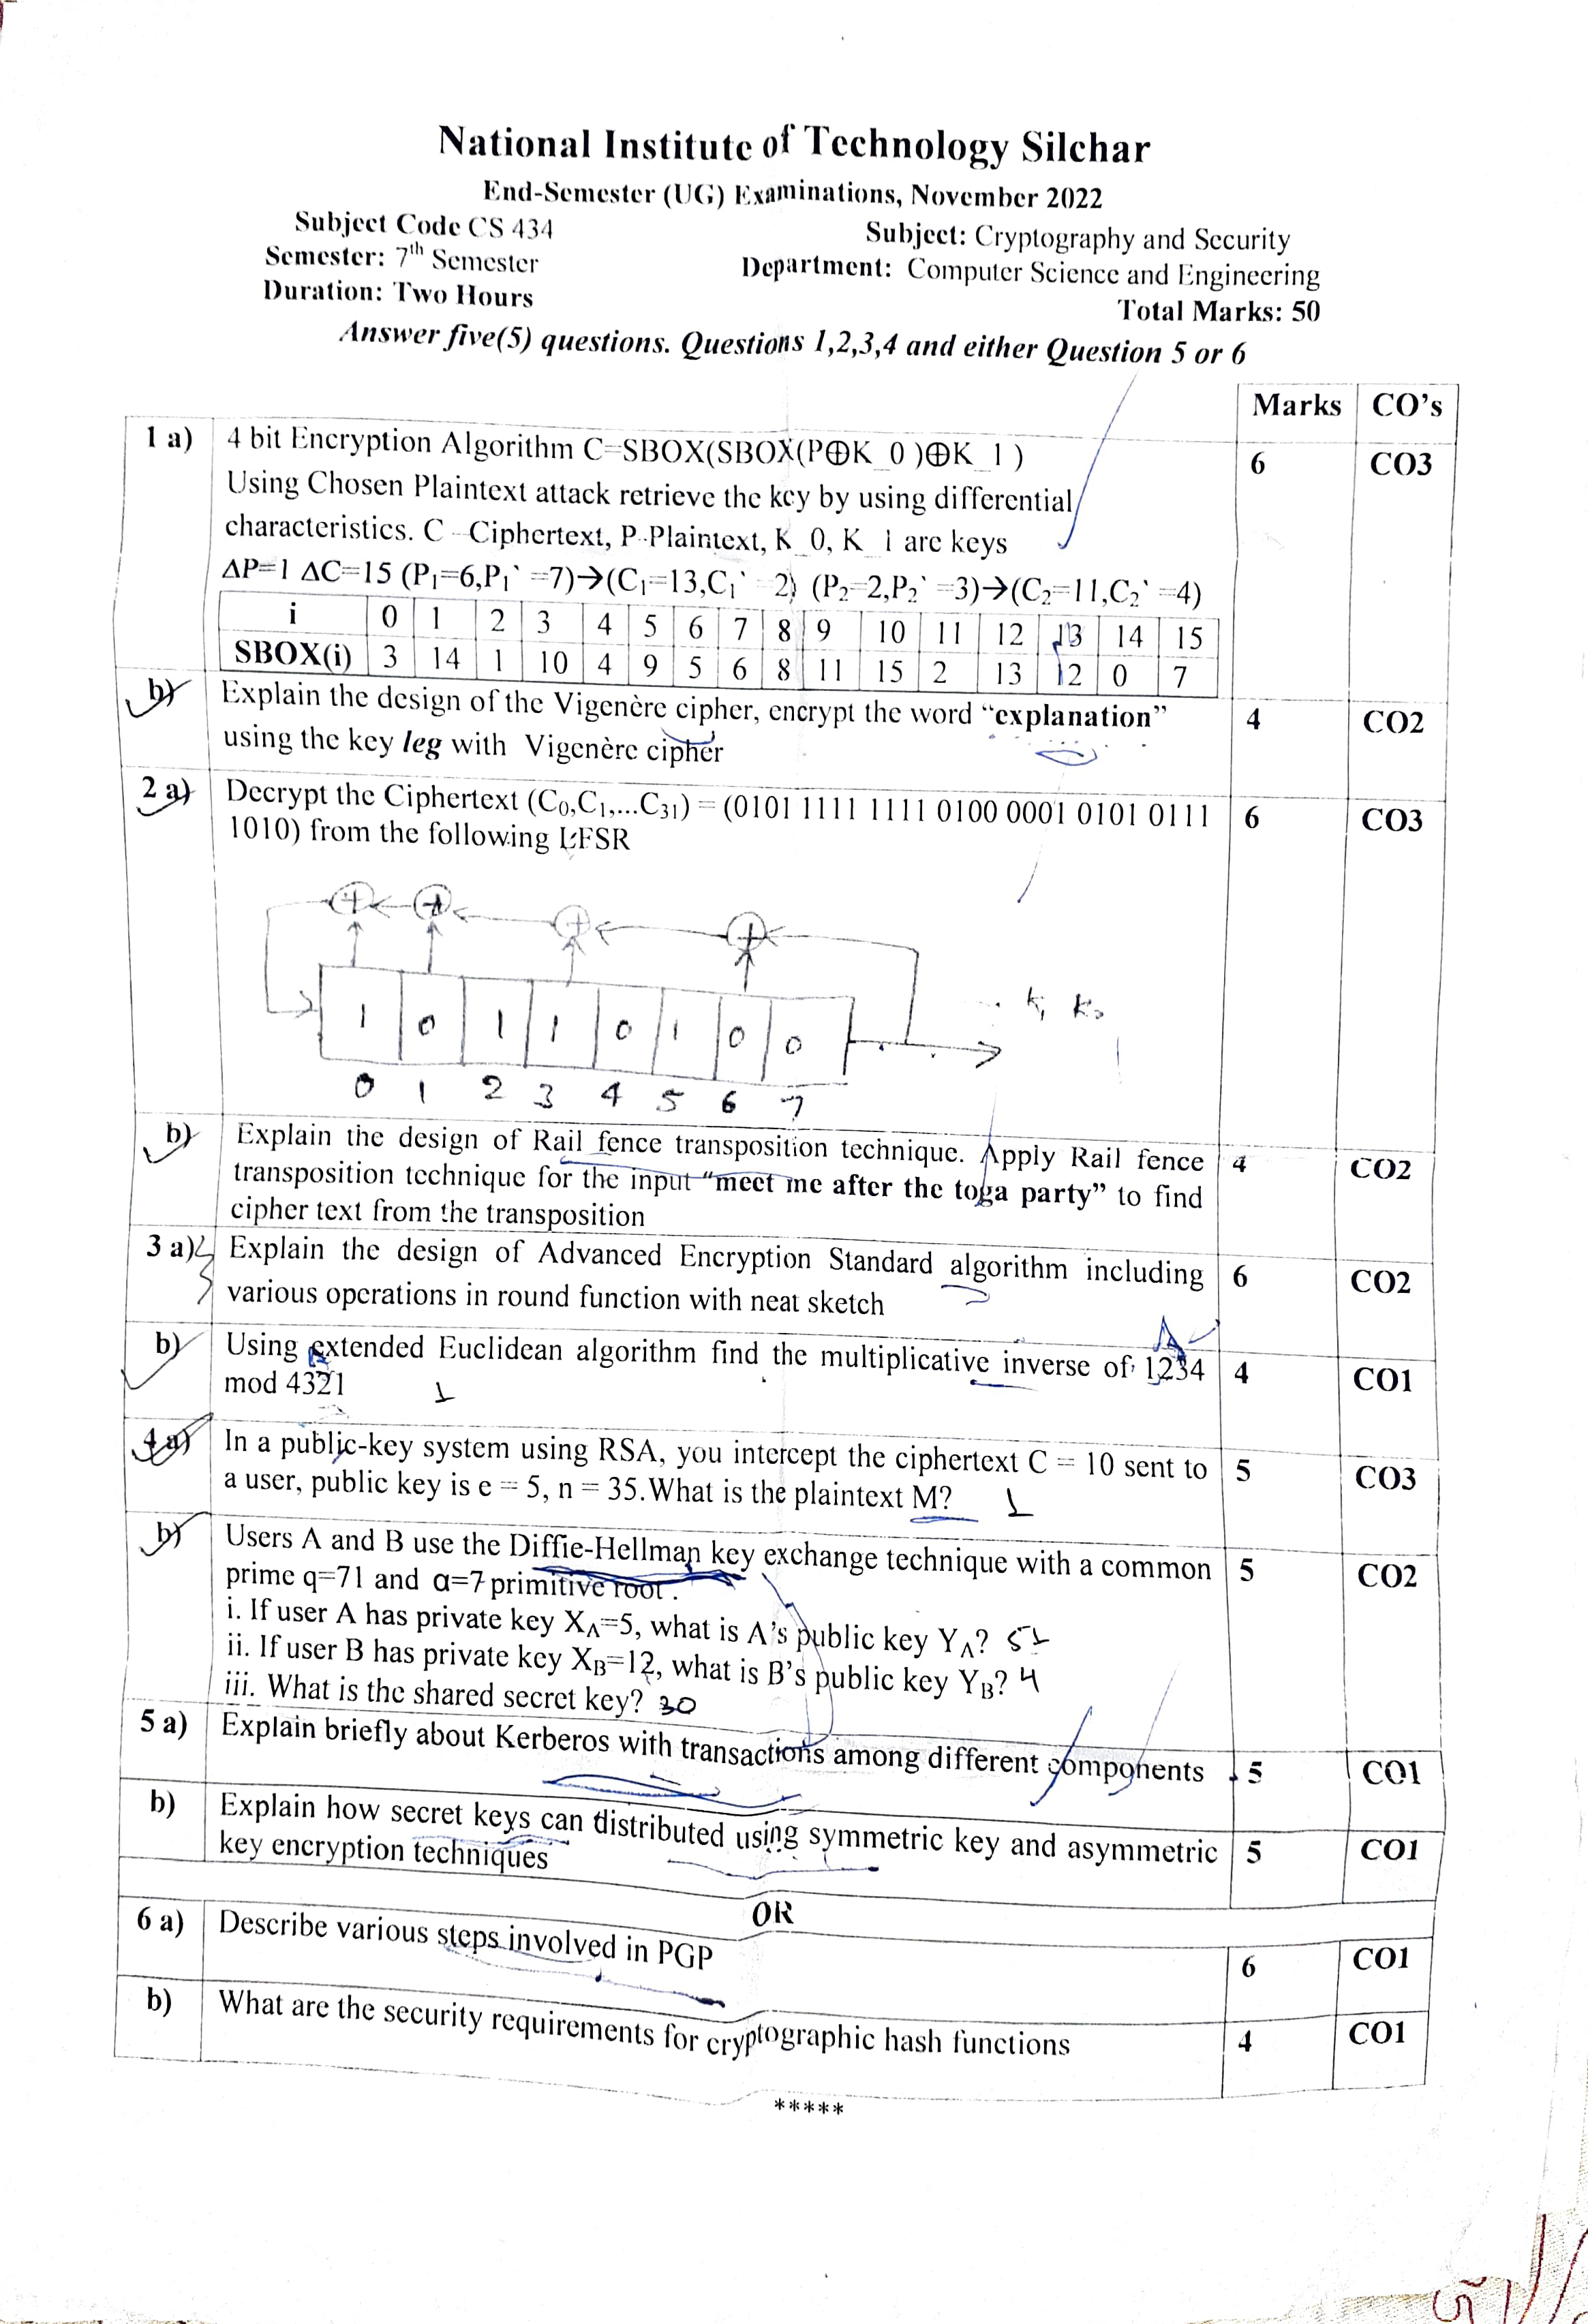 National Institute of Technology Silchar
End-Semester (UG) Examinations, November 2022
Subject Code CS 434
Subject: Cryptography and Security
Semester: 7th Semester
Department: Computer Science and Engineering
Duration: Two Hours
Total Marks: 50
Answer five(5) questions. Questions 1,2,3,4 and either Question 5 or 6
Marks CO's
1 a) 4 bit Encryption Algorithm C=SBOX(SBOX(P⊕K_0 )⊕K_1 ) 6 CO3
Using Chosen Plaintext attack retrieve the key by using differential
characteristics. C–Ciphertext, P-Plaintext, K_0, K_1 are keys
ΔP=1 ΔC=15 (P₁=6,P₁` =7)→(C₁=13,C₁`=2) (P₂=2,P₂` =3)→(C₂=11,C₂`=4)
i 0 1 2 3 4 5 6 7 8 9 10 11 12 13 14 15
SBOX(i) 3 14 1 10 4 9 5 6 8 11 15 2 13 12 0 7
b) Explain the design of the Vigenère cipher, encrypt the word “explanation” 4 CO2
using the key leg with Vigenère cipher
2 a) Decrypt the Ciphertext (C₀,C₁,...C₃₁) = (0101 1111 1111 0100 0001 0101 0111 6 CO3
1010) from the following LFSR
k₁ k₀
1 0 1 1 0 1 0 0
0 1 2 3 4 5 6 7
b) Explain the design of Rail fence transposition technique. Apply Rail fence 4 CO2
transposition technique for the input “meet me after the toga party” to find
cipher text from the transposition
3 a) Explain the design of Advanced Encryption Standard algorithm including 6 CO2
various operations in round function with neat sketch
b) Using extended Euclidean algorithm find the multiplicative inverse of 1234 4 CO1
mod 4321
4 a) In a public-key system using RSA, you intercept the ciphertext C = 10 sent to 5 CO3
a user, public key is e = 5, n = 35.What is the plaintext M?
b) Users A and B use the Diffie-Hellman key exchange technique with a common 5 CO2
prime q=71 and α=7 primitive root .
i. If user A has private key X_A=5, what is A's public key Y_A? 51
ii. If user B has private key X_B=12, what is B's public key Y_B? 4
iii. What is the shared secret key? 30
5 a) Explain briefly about Kerberos with transactions among different components 5 CO1
b) Explain how secret keys can distributed using symmetric key and asymmetric 5 CO1
key encryption techniques
OR
6 a) Describe various steps involved in PGP 6 CO1
b) What are the security requirements for cryptographic hash functions 4 CO1
*****